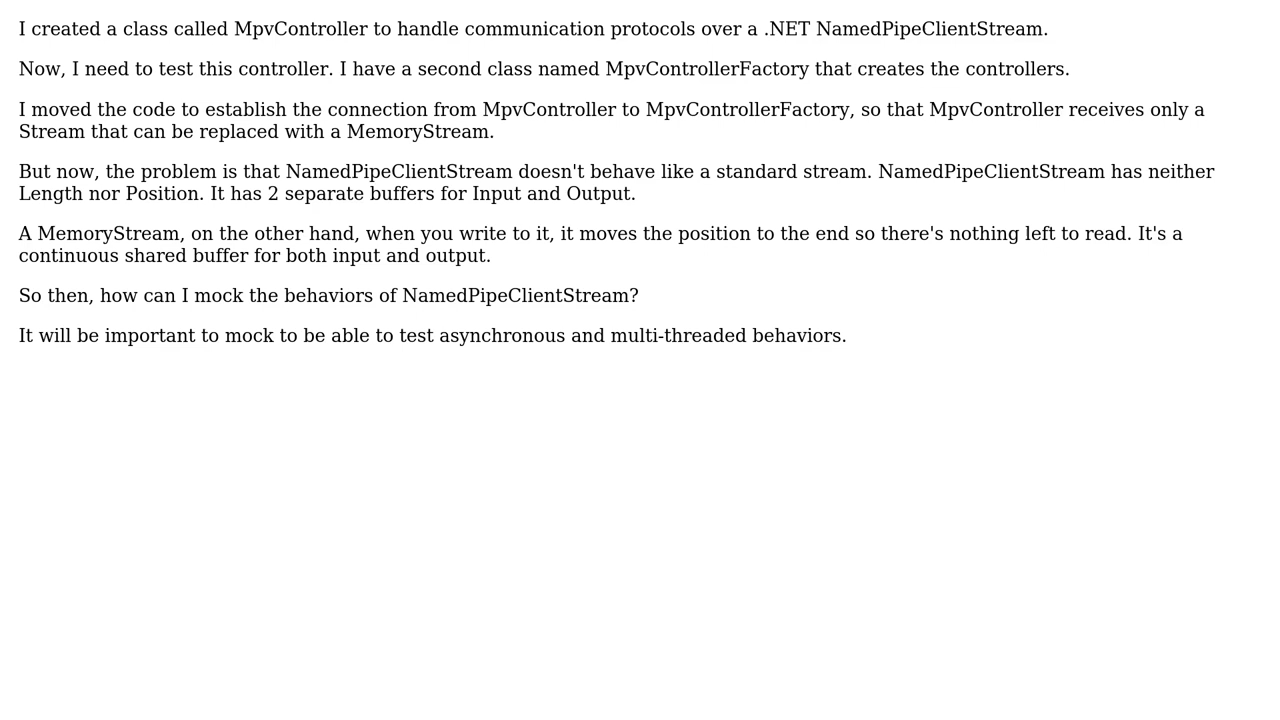 I created a class called MpvController to handle communication protocols over a .NET NamedPipeClientStream.
Now, I need to test this controller. I have a second class named MpvControllerFactory that creates the controllers.
I moved the code to establish the connection from MpvController to MpvControllerFactory, so that MpvController receives only a
Stream that can be replaced with a MemoryStream.
But now, the problem is that NamedPipeClientStream doesn't behave like a standard stream. NamedPipeClientStream has neither
Length nor Position. It has 2 separate buffers for Input and Output.
A MemoryStream, on the other hand, when you write to it, it moves the position to the end so there's nothing left to read. It's a
continuous shared buffer for both input and output.
So then, how can I mock the behaviors of NamedPipeClientStream?
It will be important to mock to be able to test asynchronous and multi-threaded behaviors.